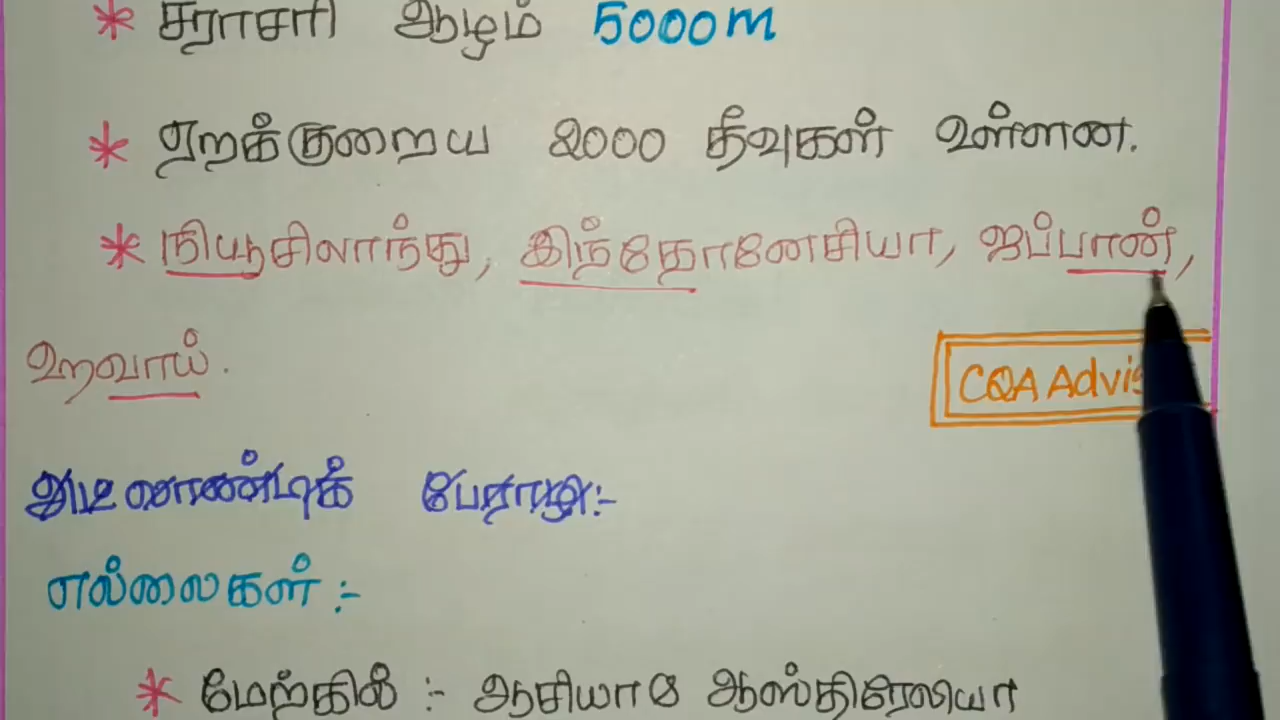 * சராசரி ஆழம் 5000m
* ஏறக்குறைய 2000 தீவுகள் உள்ளன.
* நியூசிலாந்து, இந்தோனேசியா, ஜப்பான்,
ஹவாய்.
CQA Advis
அட்லாண்டிக் பேராழி:-
எல்லைகள் :-
* மேற்கில் :- ஆசியா & ஆஸ்திரேலியா